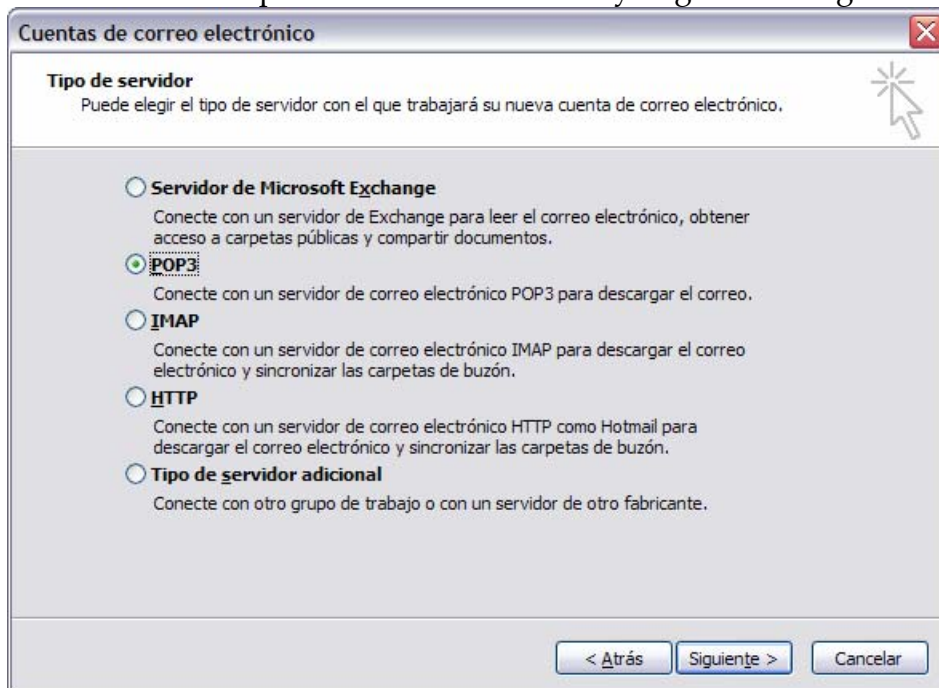 Cuentas de correo electrónico
Tipo de servidor
Puede elegir el tipo de servidor con el que trabajará su nueva cuenta de correo electrónico.
Servidor de Microsoft Exchange
Conecte con un servidor de Exchange para leer el correo electrónico, obtener
acceso a carpetas públicas y compartir documentos.
POP3
Conecte con un servidor de correo electrónico POP3 para descargar el correo.
IMAP
Conecte con un servidor de correo electrónico IMAP para descargar el correo
electrónico y sincronizar las carpetas de buzón.
HTTP
Conecte con un servidor de correo electrónico HTTP como Hotmail para
descargar el correo electrónico y sincronizar las carpetas de buzón.
Tipo de servidor adicional
Conecte con otro grupo de trabajo o con un servidor de otro fabricante.
< Atrás Siguiente > Cancelar